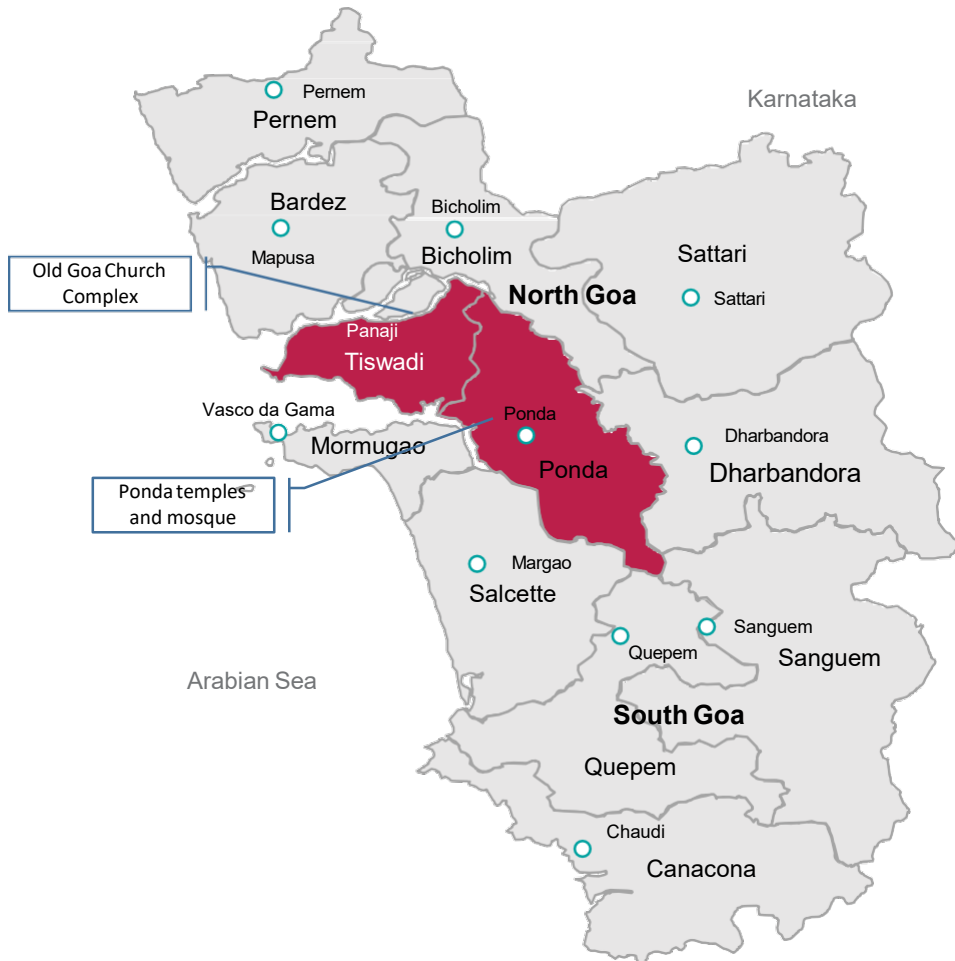 Karnataka
Pernem
Pernem
Bardez
Mapusa
Bicholim
Bicholim
Sattari
Sattari
Old Goa Church
Complex
North Goa
Panaji
Tiswadi
Vasco da Gama
Mormugao
Ponda
Ponda
Dharbandora
Dharbandora
Ponda temples
and mosque
Margao
Salcette
Quepem
Sanguem
Sanguem
Arabian Sea
South Goa
Quepem
Chaudi
Canacona